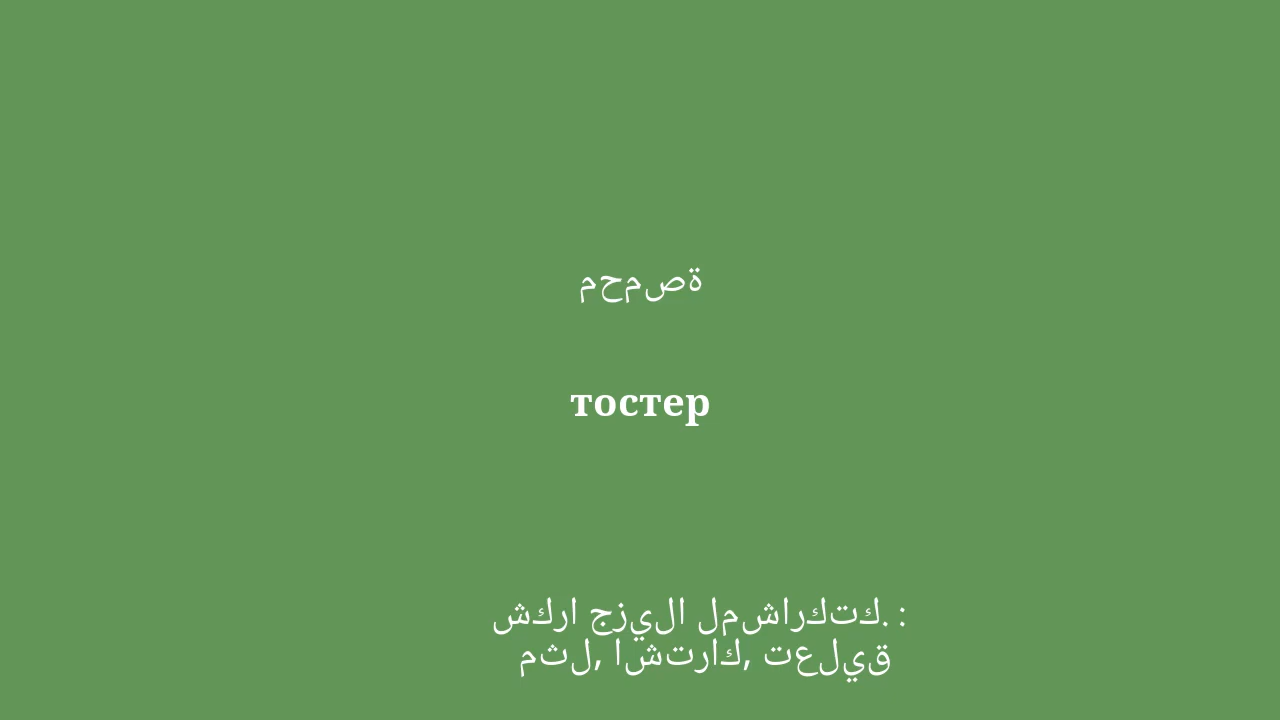 محمصة
тостер
شكرا جزيلا لمشاركتك. :
مثل, اشتراك, تعليق